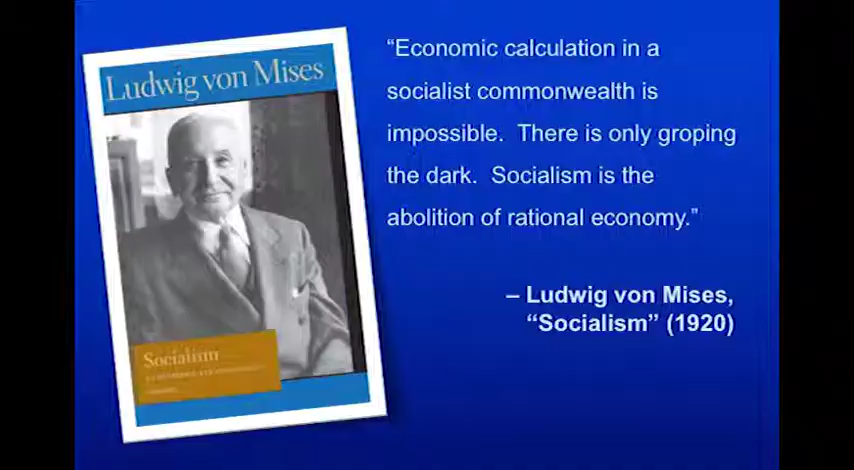 Ludwig von Mises
Socialism
“Economic calculation in a
socialist commonwealth is
impossible. There is only groping
the dark. Socialism is the
abolition of rational economy.”
– Ludwig von Mises,
“Socialism” (1920)